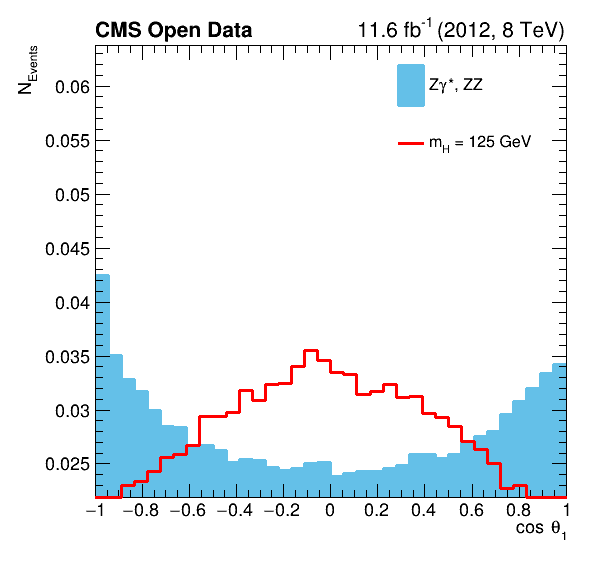 CMS Open Data 11.6 fb⁻¹ (2012, 8 TeV)
N_Events
Zγ*, ZZ
m_H = 125 GeV
0.06
0.055
0.05
0.045
0.04
0.035
0.03
0.025
−1 −0.8 −0.6 −0.4 −0.2 0 0.2 0.4 0.6 0.8 1
cos θ₁